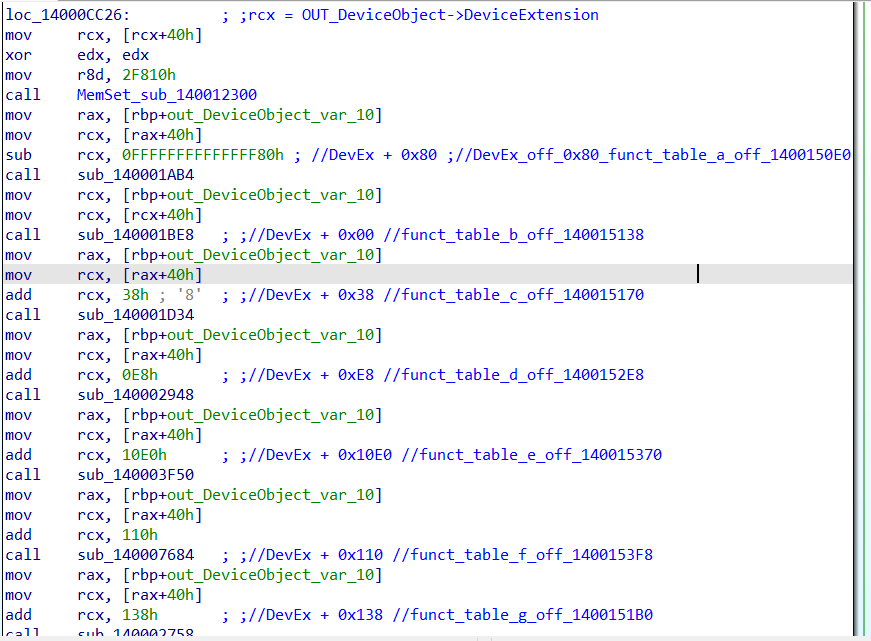 loc_14000CC26:          ; ;rcx = OUT_DeviceObject->DeviceExtension
mov     rcx, [rcx+40h]
xor     edx, edx
mov     r8d, 2F810h
call    MemSet_sub_140012300
mov     rax, [rbp+out_DeviceObject_var_10]
mov     rcx, [rax+40h]
sub     rcx, 0FFFFFFFFFFFFFF80h ; //DevEx + 0x80 ;//DevEx_off_0x80_funct_table_a_off_1400150E0
call    sub_140001AB4
mov     rcx, [rbp+out_DeviceObject_var_10]
mov     rcx, [rcx+40h]
call    sub_140001BE8   ; ;//DevEx + 0x00 //funct_table_b_off_140015138
mov     rax, [rbp+out_DeviceObject_var_10]
mov     rcx, [rax+40h]
add     rcx, 38h ; '8'  ; ;//DevEx + 0x38 //funct_table_c_off_140015170
call    sub_140001D34
mov     rax, [rbp+out_DeviceObject_var_10]
mov     rcx, [rax+40h]
add     rcx, 0E8h       ; ;//DevEx + 0xE8 //funct_table_d_off_1400152E8
call    sub_140002948
mov     rax, [rbp+out_DeviceObject_var_10]
mov     rcx, [rax+40h]
add     rcx, 10E0h      ; ;//DevEx + 0x10E0 //funct_table_e_off_140015370
call    sub_140003F50
mov     rax, [rbp+out_DeviceObject_var_10]
mov     rcx, [rax+40h]
add     rcx, 110h
call    sub_140007684   ; ;//DevEx + 0x110 //funct_table_f_off_1400153F8
mov     rax, [rbp+out_DeviceObject_var_10]
mov     rcx, [rax+40h]
add     rcx, 138h       ; ;//DevEx + 0x138 //funct_table_g_off_1400151B0
call    sub_140002758